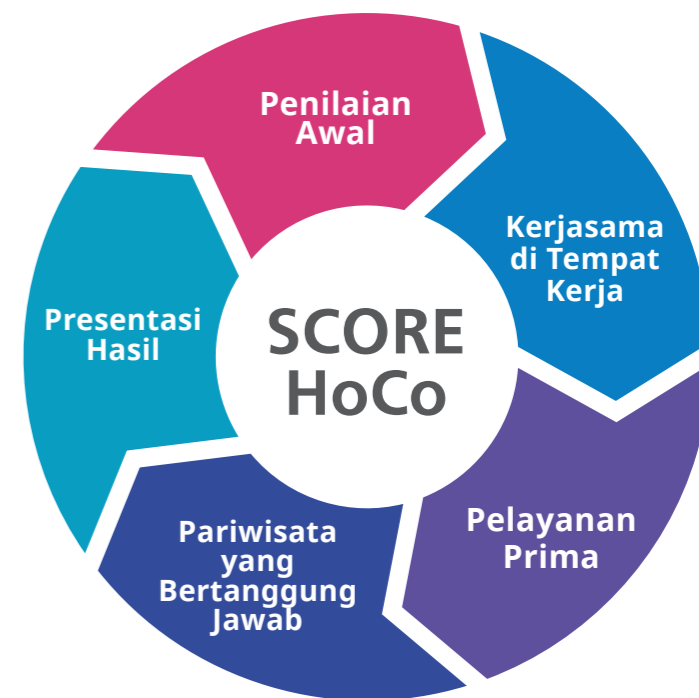 Penilaian
Awal
Kerjasama
di Tempat
Kerja
Pelayanan
Prima
Pariwisata
yang
Bertanggung
Jawab
Presentasi
Hasil
SCORE
HoCo